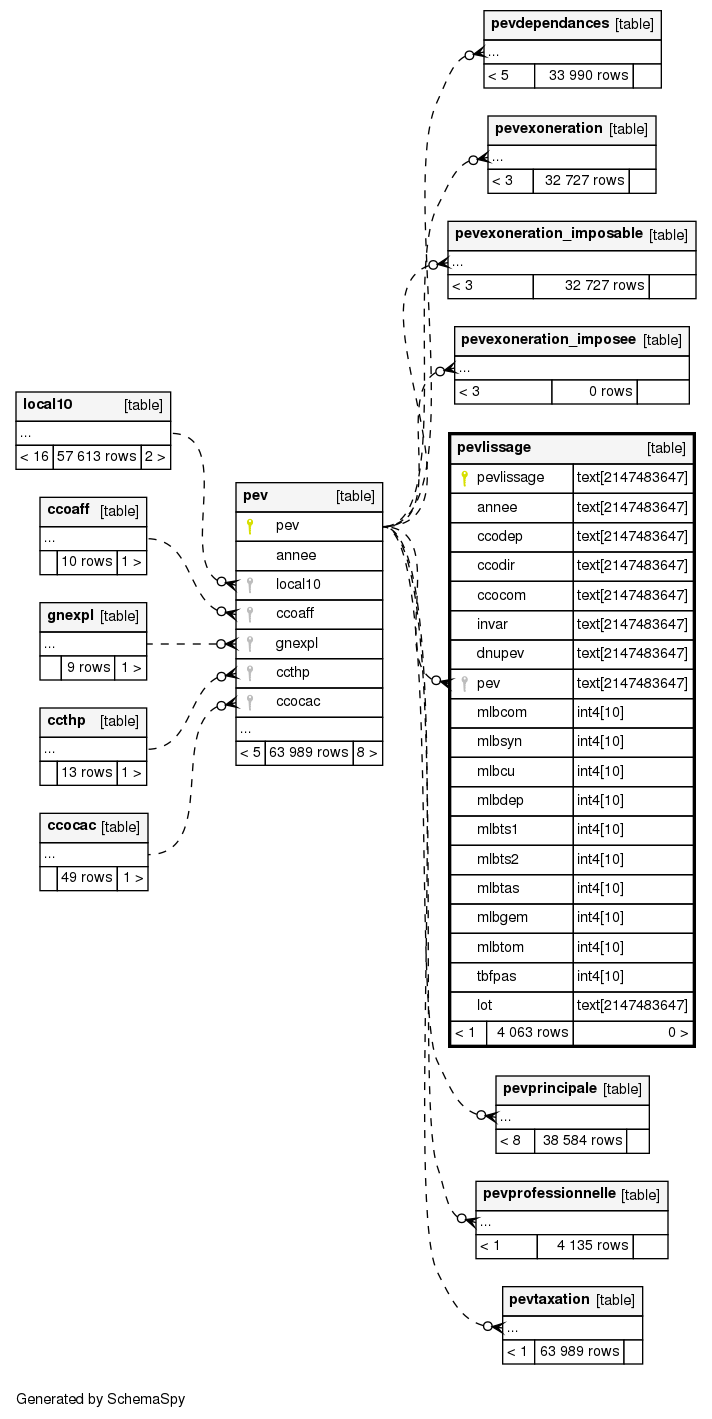 pevdependances [table]
...
< 5 33 990 rows
pevexoneration [table]
...
< 3 32 727 rows
pevexoneration_imposable [table]
...
< 3 32 727 rows
pevexoneration_imposee [table]
...
< 3 0 rows
local10 [table]
...
< 16 57 613 rows 2 >
ccoaff [table]
...
10 rows 1 >
gnexpl [table]
...
9 rows 1 >
ccthp [table]
...
13 rows 1 >
ccocac [table]
...
49 rows 1 >
pev [table]
pev
annee
local10
ccoaff
gnexpl
ccthp
ccocac
...
< 5 63 989 rows 8 >
pevlissage [table]
pevlissage text[2147483647]
annee text[2147483647]
ccodep text[2147483647]
ccodir text[2147483647]
ccocom text[2147483647]
invar text[2147483647]
dnupev text[2147483647]
pev text[2147483647]
mlbcom int4[10]
mlbsyn int4[10]
mlbcu int4[10]
mlbdep int4[10]
mlbts1 int4[10]
mlbts2 int4[10]
mlbtas int4[10]
mlbgem int4[10]
mlbtom int4[10]
tbfpas int4[10]
lot text[2147483647]
< 1 4 063 rows 0 >
pevprincipale [table]
...
< 8 38 584 rows
pevprofessionnelle [table]
...
< 1 4 135 rows
pevtaxation [table]
...
< 1 63 989 rows
Generated by SchemaSpy